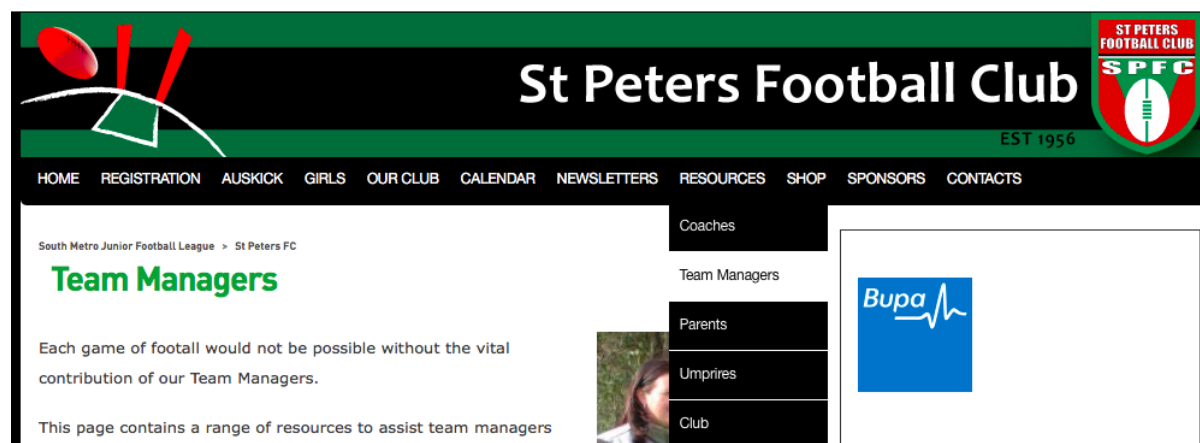 ST PETERS
FOOTBALL CLUB
SPFC
St Peters Football Club
EST 1956
HOME REGISTRATION AUSKICK GIRLS OUR CLUB CALENDAR NEWSLETTERS RESOURCES SHOP SPONSORS CONTACTS
Coaches
Team Managers
Parents
Umprires
Club
South Metro Junior Football League > St Peters FC
Team Managers
Each game of footall would not be possible without the vital
contribution of our Team Managers.
This page contains a range of resources to assist team managers
Bupa